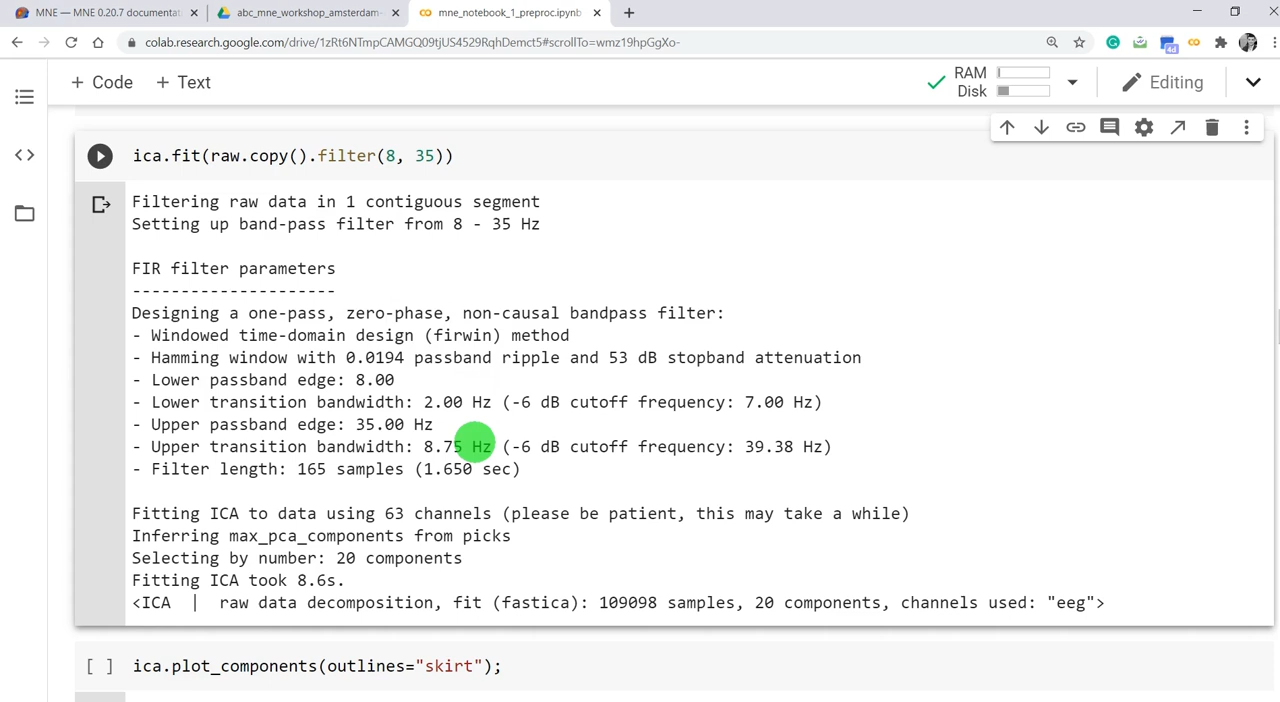 MNE — MNE 0.20.7 documentat
abc_mne_workshop_amsterdam-
mne_notebook_1_preproc.ipynb
colab.research.google.com/drive/1zRt6NTmpCAMGQ09tiUS4529RqhDemct5#scrollTo=wmz19hpGgXo-
4d
+ Code + Text
RAM
Disk
Editing
ica.fit(raw.copy().filter(8, 35))
Filtering raw data in 1 contiguous segment
Setting up band-pass filter from 8 - 35 Hz
FIR filter parameters
---------------------
Designing a one-pass, zero-phase, non-causal bandpass filter:
- Windowed time-domain design (firwin) method
- Hamming window with 0.0194 passband ripple and 53 dB stopband attenuation
- Lower passband edge: 8.00
- Lower transition bandwidth: 2.00 Hz (-6 dB cutoff frequency: 7.00 Hz)
- Upper passband edge: 35.00 Hz
- Upper transition bandwidth: 8.75 Hz (-6 dB cutoff frequency: 39.38 Hz)
- Filter length: 165 samples (1.650 sec)
Fitting ICA to data using 63 channels (please be patient, this may take a while)
Inferring max_pca_components from picks
Selecting by number: 20 components
Fitting ICA took 8.6s.
<ICA | raw data decomposition, fit (fastica): 109098 samples, 20 components, channels used: "eeg">
[ ] ica.plot_components(outlines="skirt");